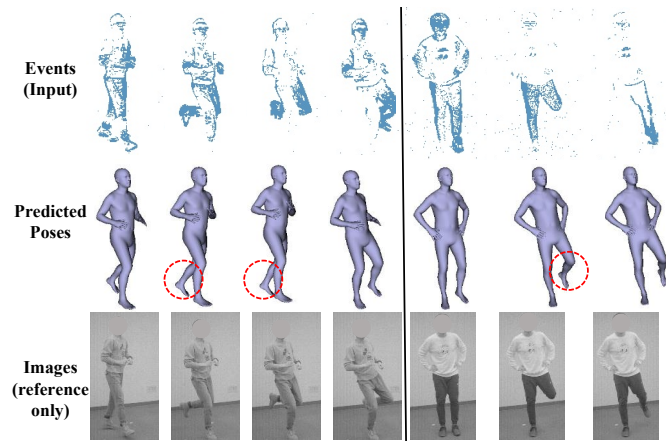 Events
(Input)
Predicted
Poses
Images
(reference
only)